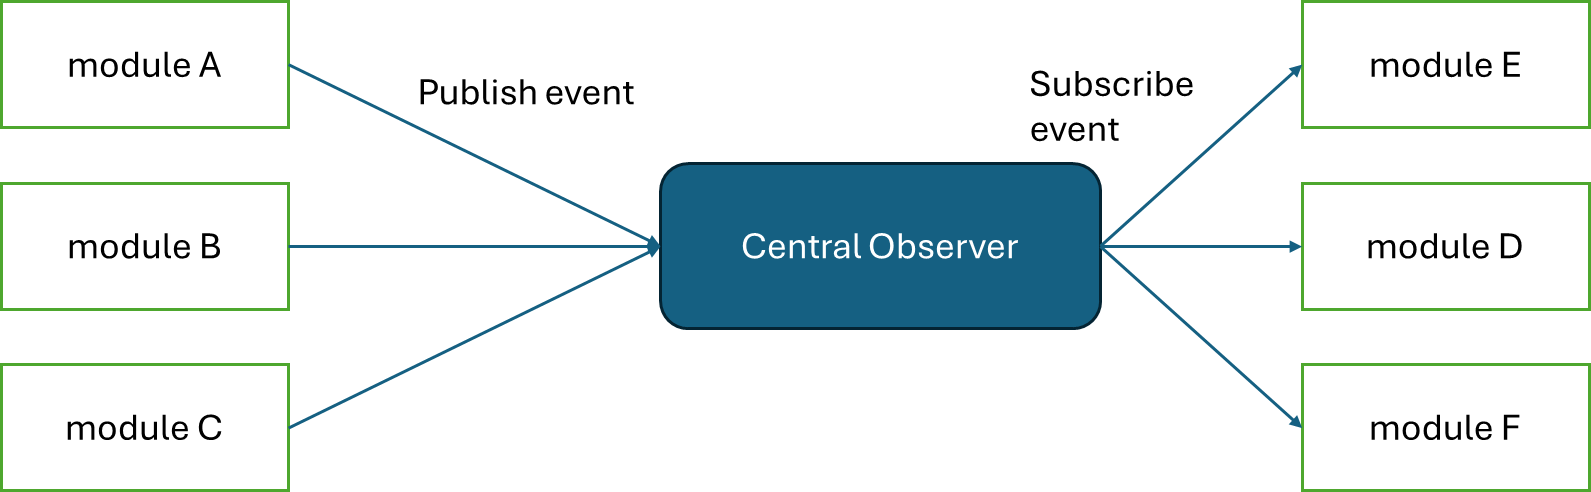 module A
Publish event
module B
module C
Central Observer
Subscribe
event
module E
module D
module F